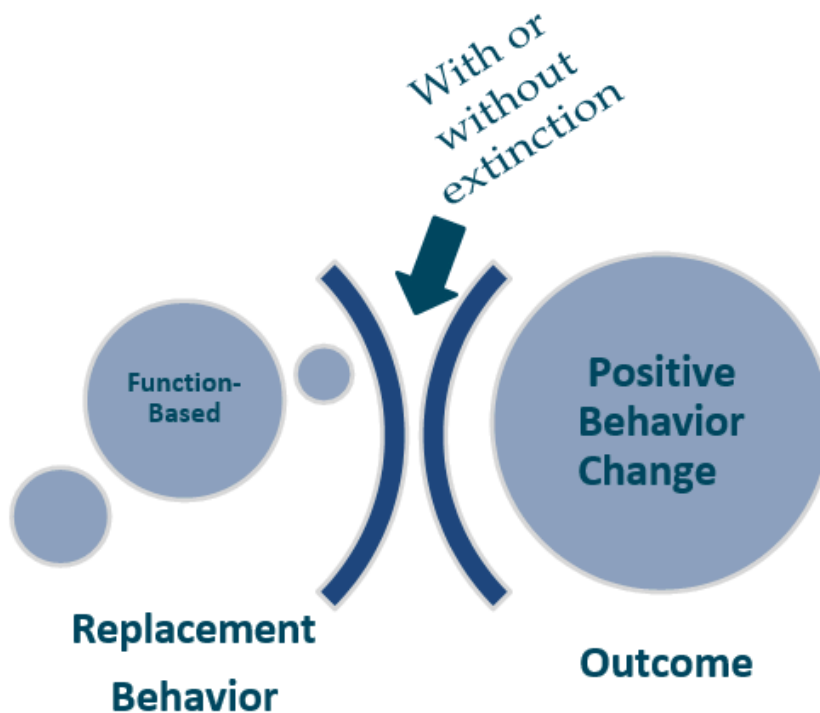 With or
without
extinction
Function-
Based
Positive
Behavior
Change
Replacement
Behavior
Outcome